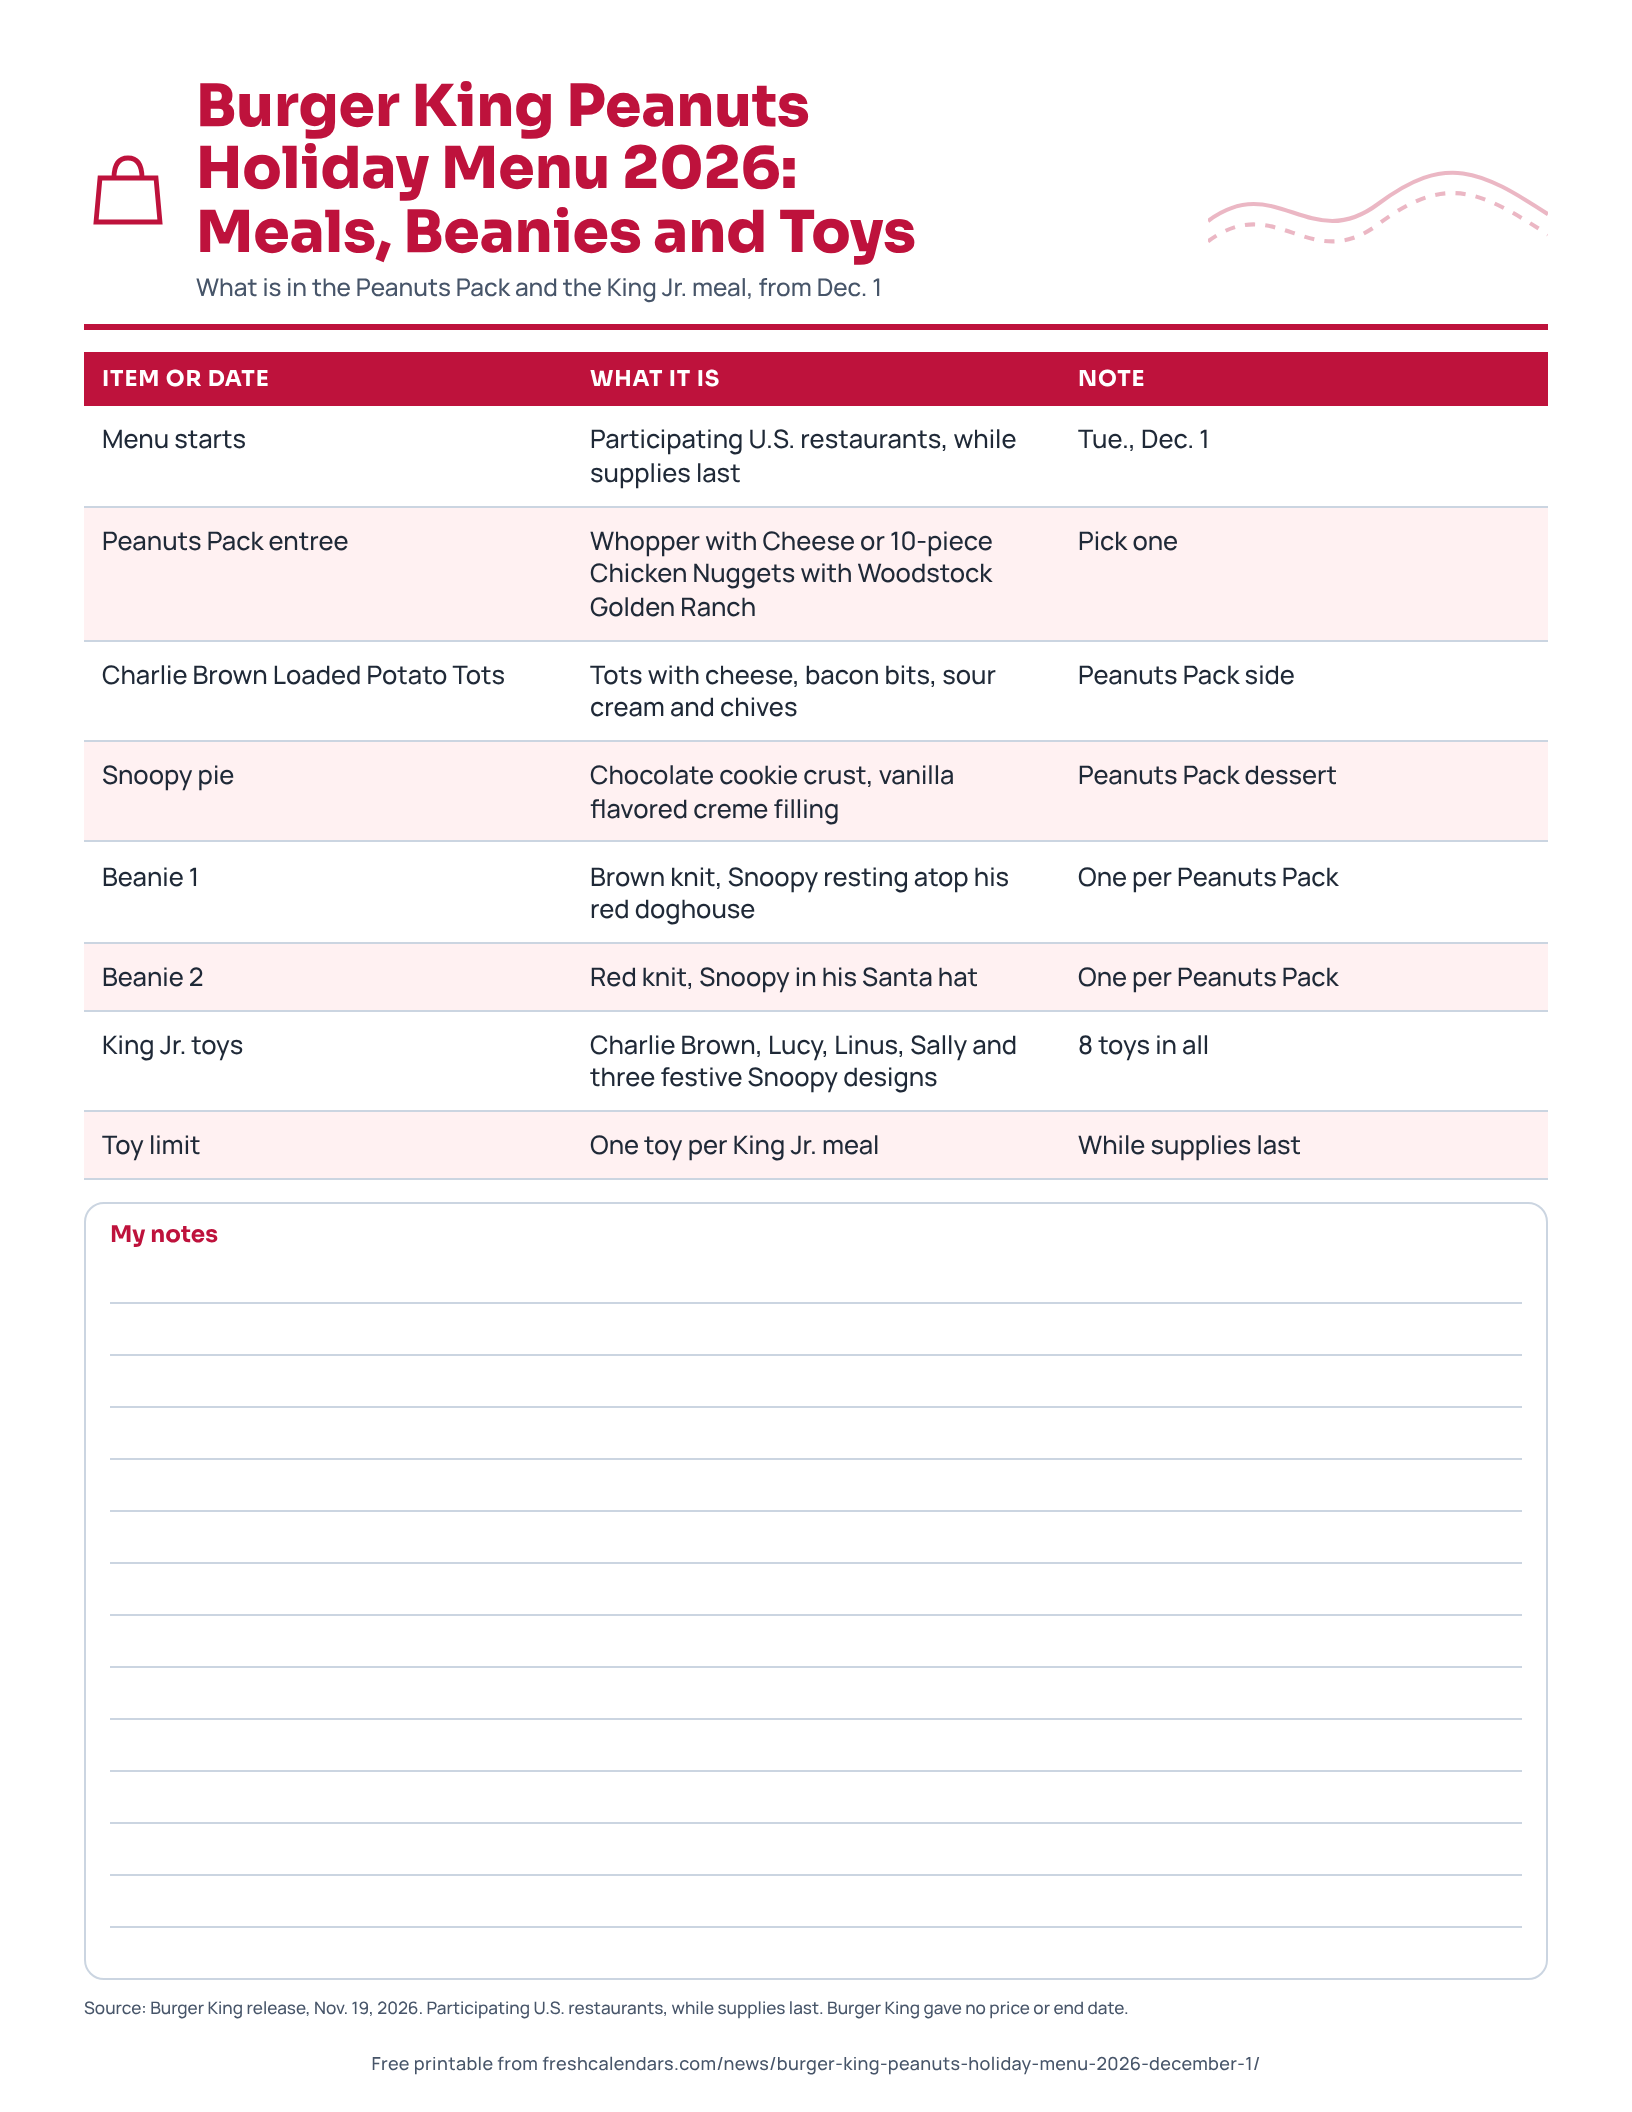 Burger King Peanuts
Holiday Menu 2026:
Meals, Beanies and Toys
What is in the Peanuts Pack and the King Jr. meal, from Dec. 1
ITEM OR DATE WHAT IT IS NOTE
Menu starts Participating U.S. restaurants, while Tue., Dec. 1
supplies last
Peanuts Pack entree Whopper with Cheese or 10-piece Pick one
Chicken Nuggets with Woodstock
Golden Ranch
Charlie Brown Loaded Potato Tots Tots with cheese, bacon bits, sour Peanuts Pack side
cream and chives
Snoopy pie Chocolate cookie crust, vanilla Peanuts Pack dessert
flavored creme filling
Beanie 1 Brown knit, Snoopy resting atop his One per Peanuts Pack
red doghouse
Beanie 2 Red knit, Snoopy in his Santa hat One per Peanuts Pack
King Jr. toys Charlie Brown, Lucy, Linus, Sally and 8 toys in all
three festive Snoopy designs
Toy limit One toy per King Jr. meal While supplies last
My notes
Source: Burger King release, Nov. 19, 2026. Participating U.S. restaurants, while supplies last. Burger King gave no price or end date.
Free printable from freshcalendars.com/news/burger-king-peanuts-holiday-menu-2026-december-1/